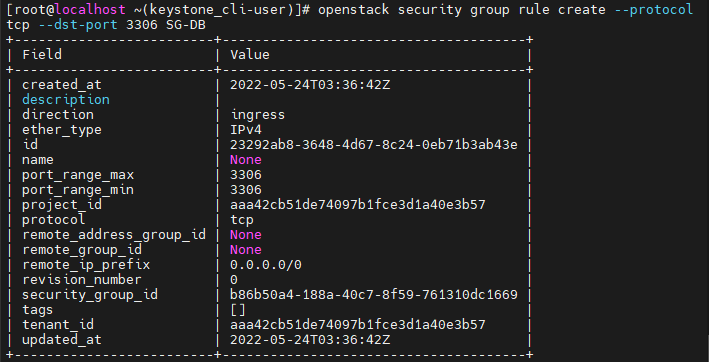 [root@localhost ~(keystone_cli-user)]# openstack security group rule create --protocol
tcp --dst-port 3306 SG-DB
+-------------------------+--------------------------------------+
| Field                   | Value                                |
+-------------------------+--------------------------------------+
| created_at              | 2022-05-24T03:36:42Z                 |
| description             |                                      |
| direction               | ingress                              |
| ether_type              | IPv4                                 |
| id                      | 23292ab8-3648-4d67-8c24-0eb71b3ab43e |
| name                    | None                                 |
| port_range_max          | 3306                                 |
| port_range_min          | 3306                                 |
| project_id              | aaa42cb51de74097b1fce3d1a40e3b57     |
| protocol                | tcp                                  |
| remote_address_group_id | None                                 |
| remote_group_id         | None                                 |
| remote_ip_prefix        | 0.0.0.0/0                            |
| revision_number         | 0                                    |
| security_group_id       | b86b50a4-188a-40c7-8f59-761310dc1669 |
| tags                    | []                                   |
| tenant_id               | aaa42cb51de74097b1fce3d1a40e3b57     |
| updated_at              | 2022-05-24T03:36:42Z                 |
+-------------------------+--------------------------------------+